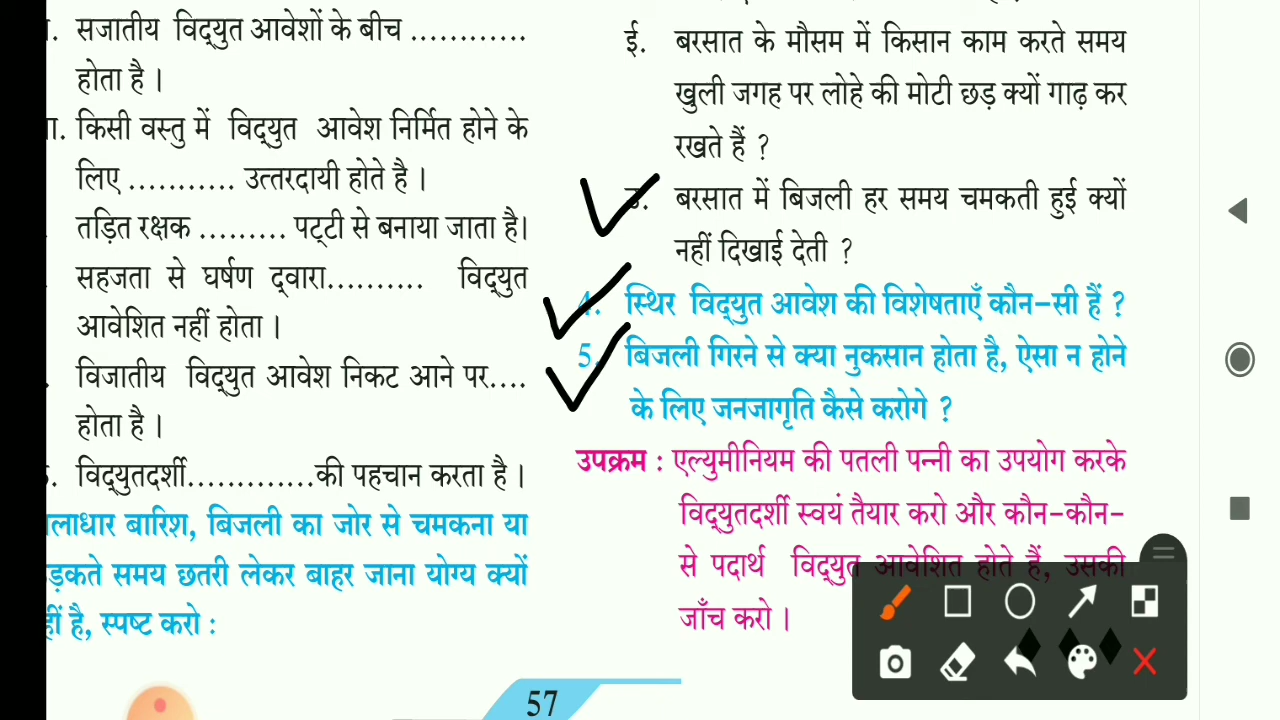 सजातीय विद्युत आवेशों के बीच ............
होता है ।
किसी वस्तु में विद्युत आवेश निर्मित होने के
लिए ........... उत्तरदायी होते है ।
तड़ित रक्षक ......... पट्टी से बनाया जाता है।
सहजता से घर्षण द्वारा.......... विद्युत
आवेशित नहीं होता ।
विजातीय विद्युत आवेश निकट आने पर....
होता है ।
विद्युतदर्शी.............की पहचान करता है ।
बारिश, बिजली का जोर से चमकना या
समय छतरी लेकर बाहर जाना योग्य क्यों
है, स्पष्ट करो :
ई. बरसात के मौसम में किसान काम करते समय
खुली जगह पर लोहे की मोटी छड़ क्यों गाढ़ कर
रखते हैं ?
उ. बरसात में बिजली हर समय चमकती हुई क्यों
नहीं दिखाई देती ?
4. स्थिर विद्युत आवेश की विशेषताएँ कौन-सी हैं ?
5. बिजली गिरने से क्या नुकसान होता है, ऐसा न होने
के लिए जनजागृति कैसे करोगे ?
उपक्रम : एल्युमीनियम की पतली पन्नी का उपयोग करके
विद्युतदर्शी स्वयं तैयार करो और कौन-कौन-
से पदार्थ विद्युत आवेशित होते हैं, उसकी
जाँच करो ।
57